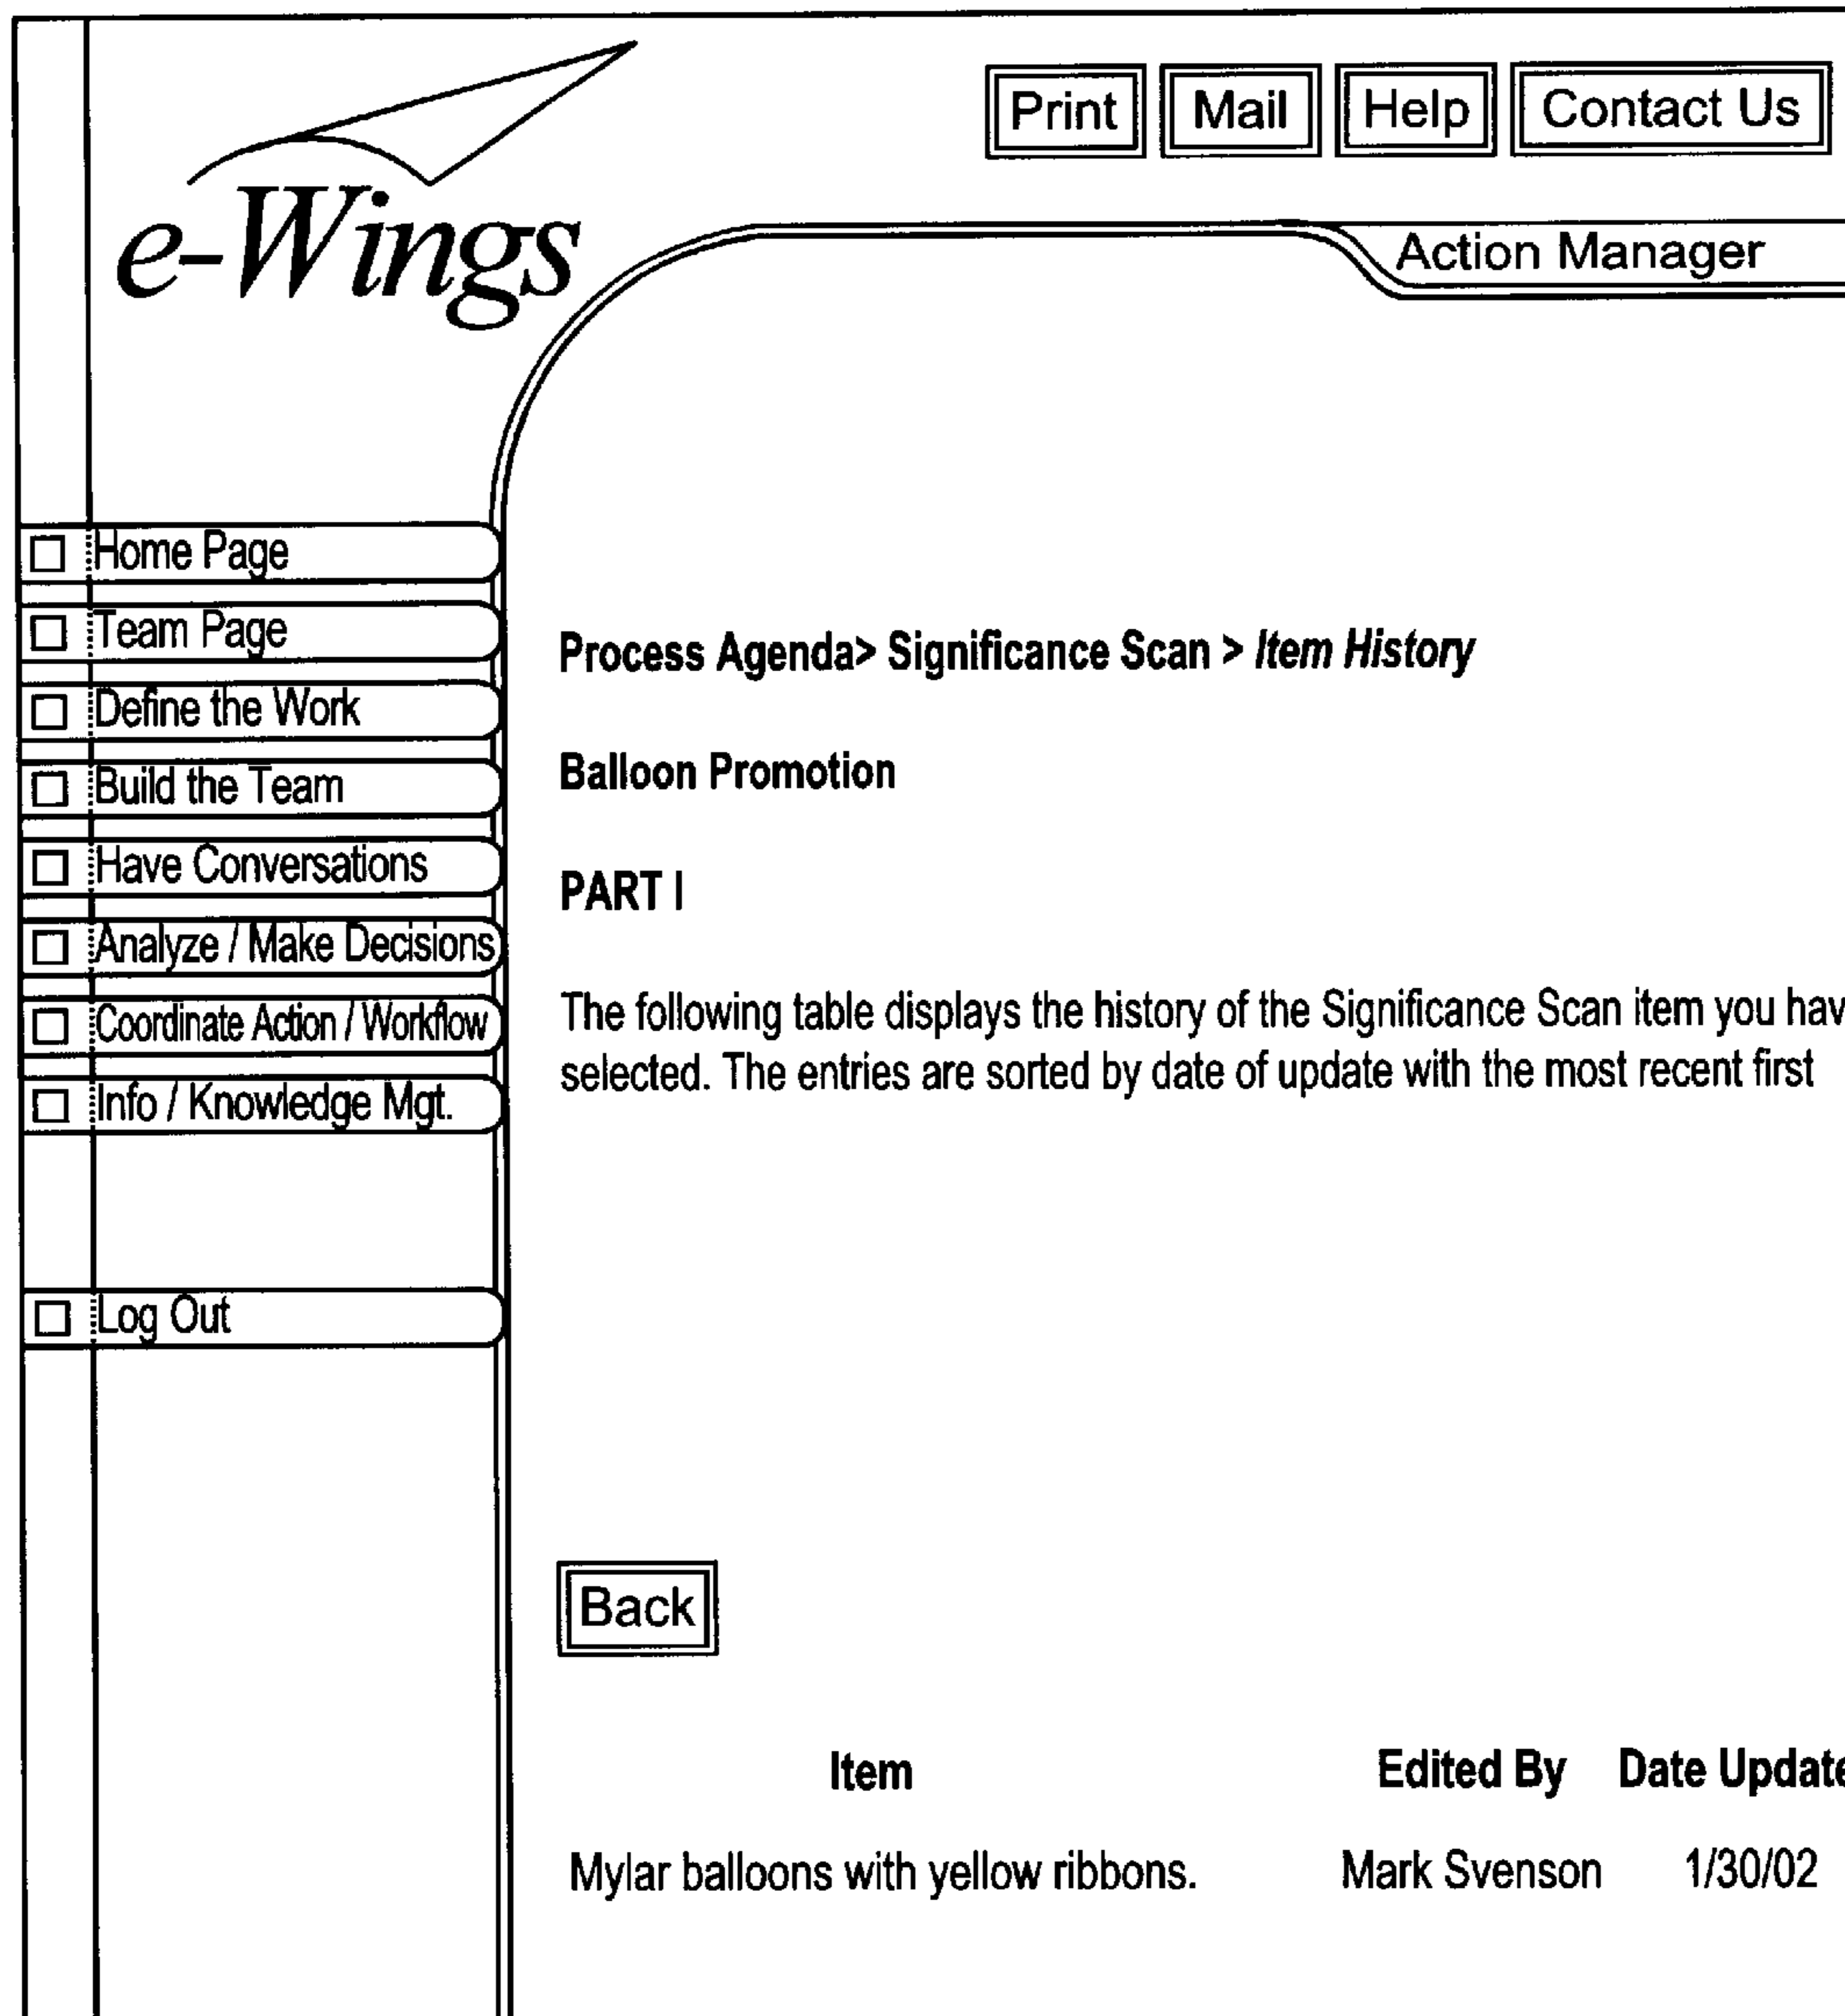 Print Mail Help Contact Us
e-Wings
Action Manager
Home Page
Team Page
Define the Work
Build the Team
Have Conversations
Analyze / Make Decisions
Coordinate Action / Workflow
Info / Knowledge Mgt.
Log Out
Process Agenda> Significance Scan > Item History
Balloon Promotion
PART I
The following table displays the history of the Significance Scan item you hav
selected. The entries are sorted by date of update with the most recent first
Back
Item Edited By Date Update
Mylar balloons with yellow ribbons. Mark Svenson 1/30/02